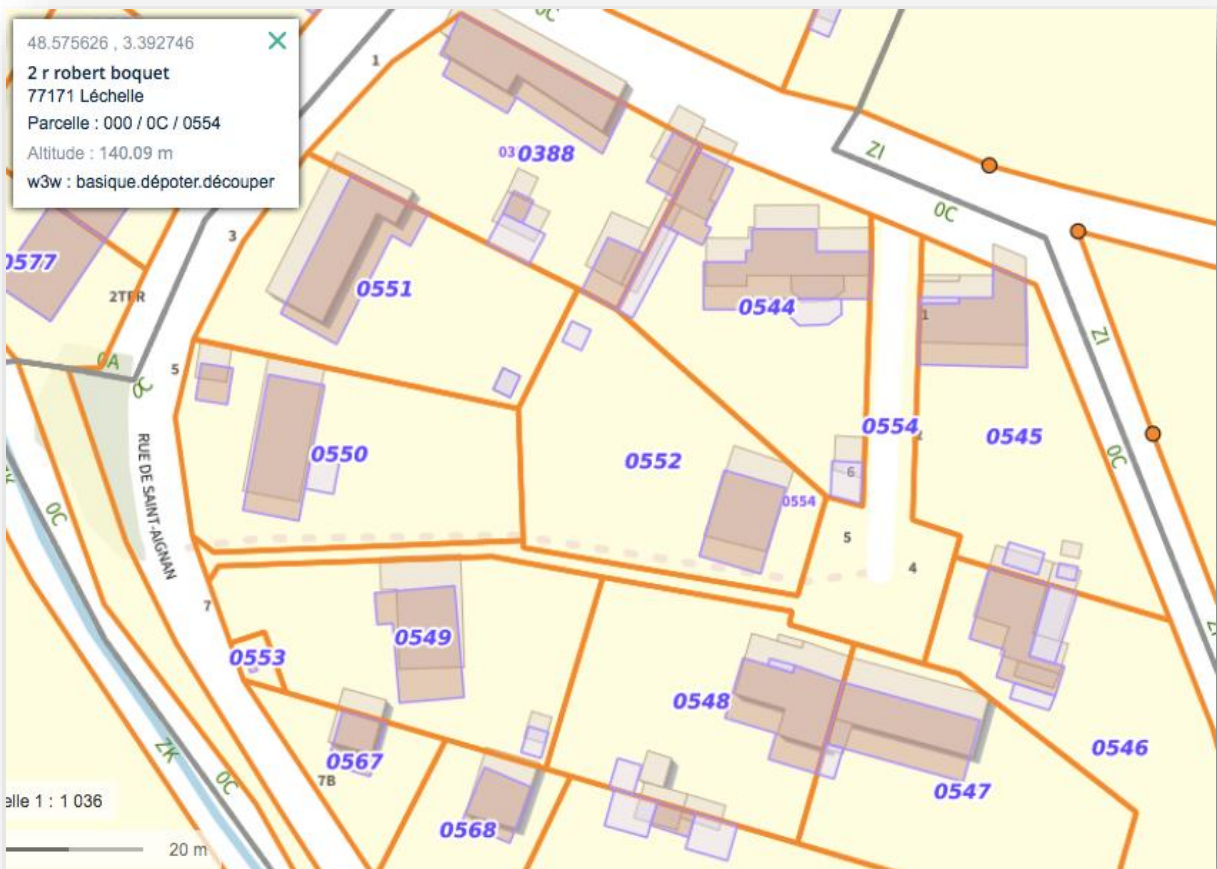 48.575626 , 3.392746
2 r robert boquet
77171 Léchelle
Parcelle : 000 / 0C / 0554
Altitude : 140.09 m
w3w : basique.dépoter.découper
0C
1
ZI
03 0388
0C
3
0577
0551
2TER
0544
1
ZI
0A
5
0C
0554
0545
0550
0552
6
0C
0C
RUE DE SAINT-AIGNAN
0554
5
4
7
0549
0553
0548
0546
ZK
0567
7B
0C
0547
elle 1 : 1 036
0568
20 m